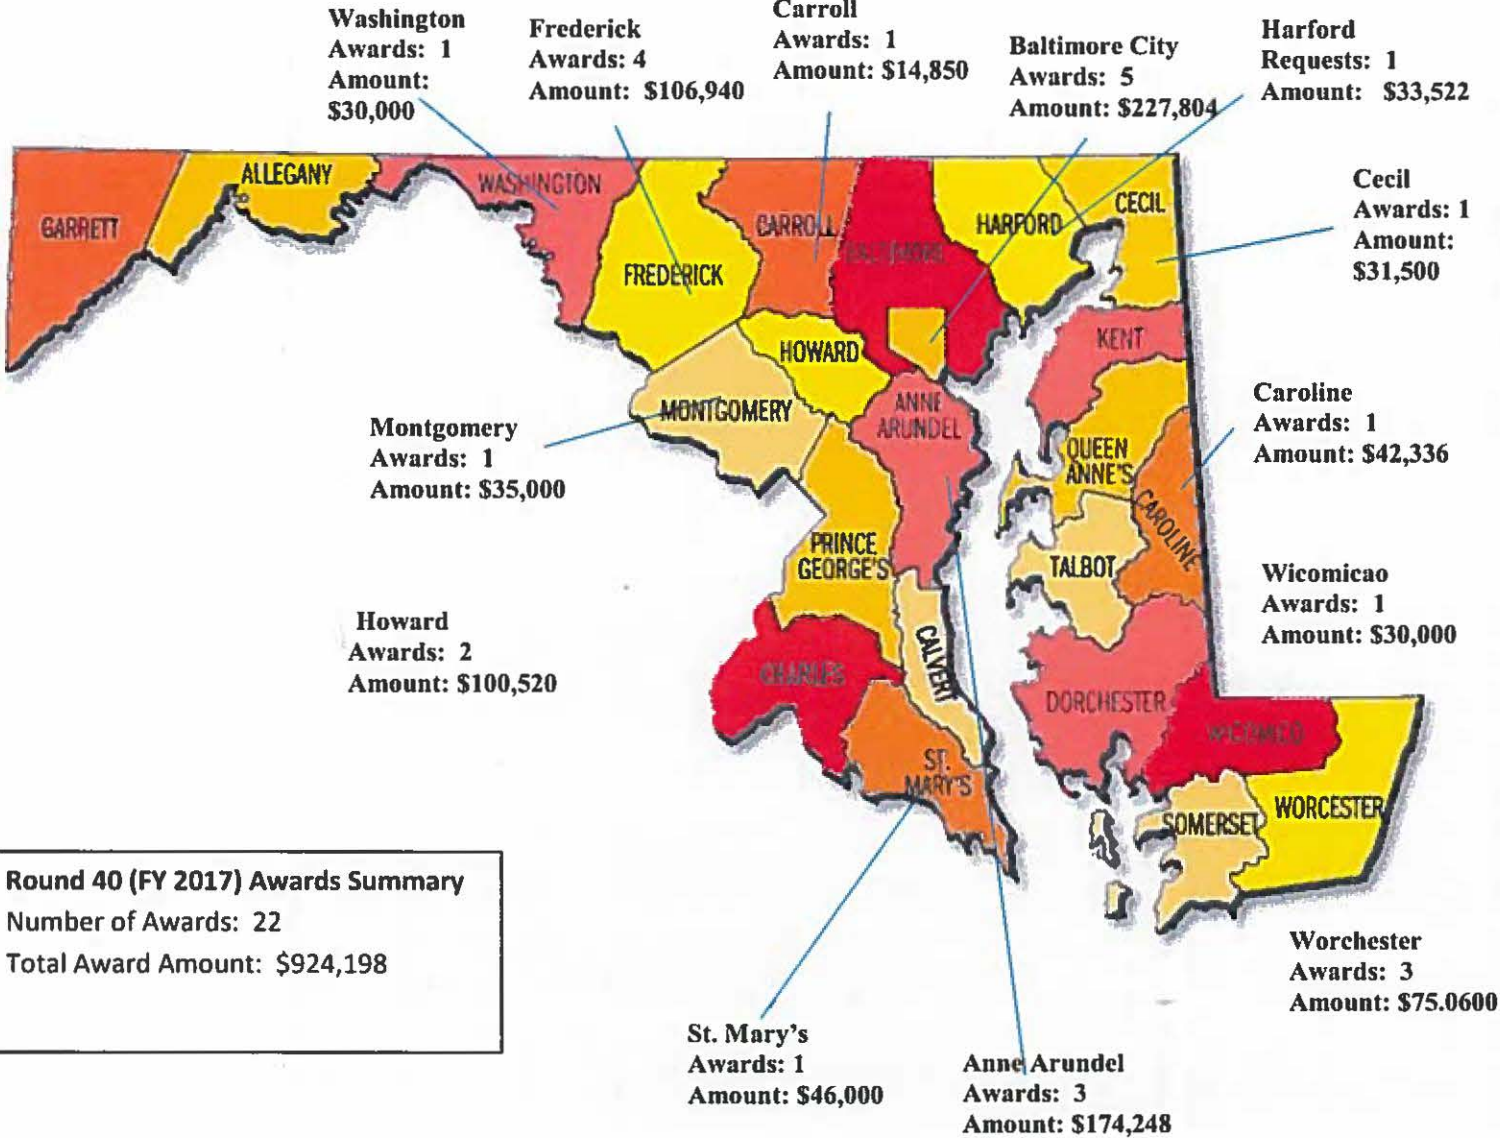 Washington
Awards: 1
Amount:
$30,000
Frederick
Awards: 4
Amount: $106,940
Carroll
Awards: 1
Amount: $14,850
Baltimore City
Awards: 5
Amount: $227,804
Harford
Requests: 1
Amount: $33,522
Cecil
Awards: 1
Amount:
$31,500
GARRETT
ALLEGANY
WASHINGTON
FREDERICK
CARROLL
BALTIMORE
HARFORD
CECIL
HOWARD
MONTGOMERY
KENT
ANNE
ARUNDEL
QUEEN
ANNE'S
CAROLINE
PRINCE
GEORGE'S
TALBOT
CALVERT
CHARLES
ST.
MARY'S
DORCHESTER
WICOMICO
SOMERSET
WORCESTER
Montgomery
Awards: 1
Amount: $35,000
Caroline
Awards: 1
Amount: $42,336
Wicomicao
Awards: 1
Amount: $30,000
Howard
Awards: 2
Amount: $100,520
Round 40 (FY 2017) Awards Summary
Number of Awards: 22
Total Award Amount: $924,198
Worchester
Awards: 3
Amount: $75.0600
St. Mary's
Awards: 1
Amount: $46,000
Anne Arundel
Awards: 3
Amount: $174,248